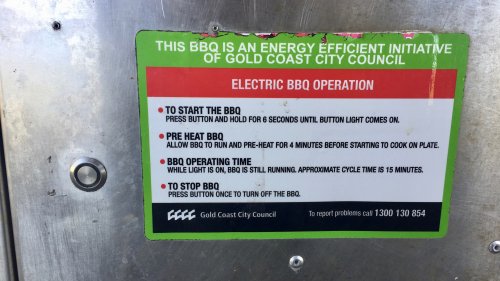 THIS BBQ IS AN ENERGY EFFICIENT INITIATIVE
OF GOLD COAST CITY COUNCIL
ELECTRIC BBQ OPERATION
• TO START THE BBQ
PRESS BUTTON AND HOLD FOR 6 SECONDS UNTIL BUTTON LIGHT COMES ON.
• PRE HEAT BBQ
ALLOW BBQ TO RUN AND PRE-HEAT FOR 4 MINUTES BEFORE STARTING TO COOK ON PLATE.
• BBQ OPERATING TIME
WHILE LIGHT IS ON, BBQ IS STILL RUNNING. APPROXIMATE CYCLE TIME IS 15 MINUTES.
• TO STOP BBQ
PRESS BUTTON ONCE TO TURN OFF THE BBQ.
Gold Coast City Council To report problems call 1300 130 854